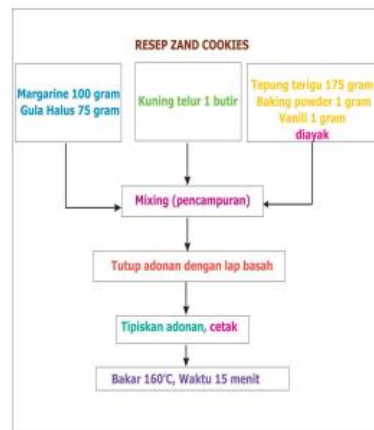 RESEP ZAND COOKIES
Margarine 100 gram
Gula Halus 75 gram
Kuning telur 1 butir
Tepung terigu 175 gram
Baking powder 1 gram
Vanili 1 gram
diayak
Mixing (pencampuran)
Tutup adonan dengan lap basah
Tipiskan adonan, cetak
Bakar 160°C, Waktu 15 menit